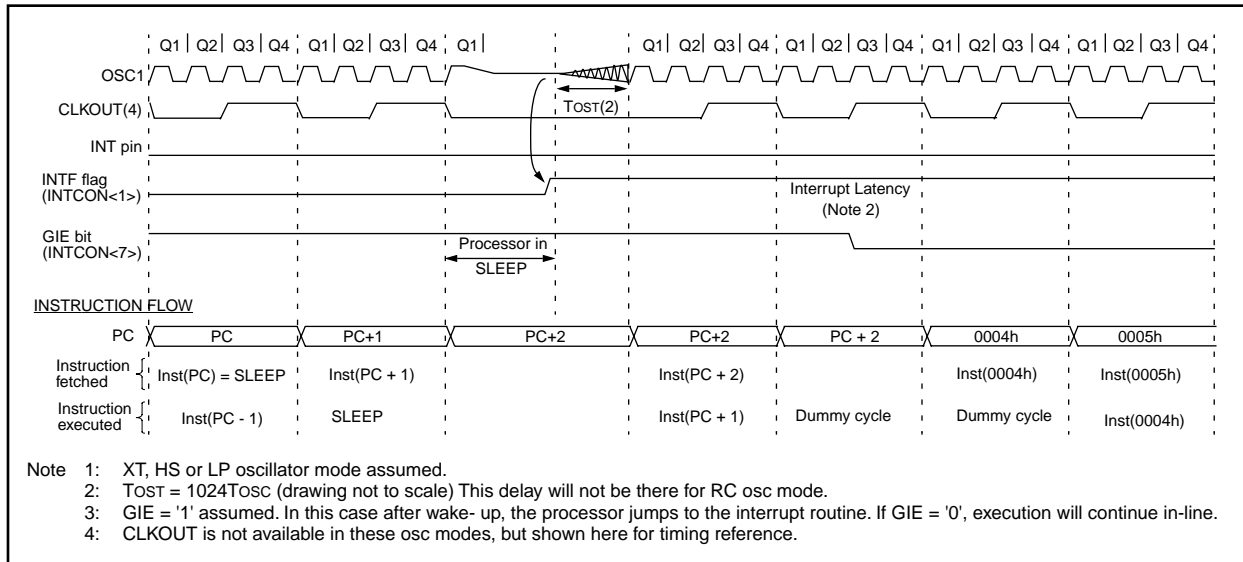 Q1 Q2 Q3 Q4 Q1 Q2 Q3 Q4 Q1 Q1 Q2 Q3 Q4 Q1 Q2 Q3 Q4 Q1 Q2 Q3 Q4 Q1 Q2 Q3 Q4
OSC1
CLKOUT(4)
TOST(2)
INT pin
INTF flag
(INTCON<1>)
Interrupt Latency
(Note 2)
GIE bit
(INTCON<7>)
Processor in
SLEEP
INSTRUCTION FLOW
PC PC PC+1 PC+2 PC+2 PC + 2 0004h 0005h
Instruction
fetched
Inst(PC) = SLEEP Inst(PC + 1) Inst(PC + 2) Inst(0004h) Inst(0005h)
Instruction
executed
Inst(PC - 1) SLEEP Inst(PC + 1) Dummy cycle Dummy cycle Inst(0004h)
Note 1: XT, HS or LP oscillator mode assumed.
2: TOST = 1024TOSC (drawing not to scale) This delay will not be there for RC osc mode.
3: GIE = '1' assumed. In this case after wake- up, the processor jumps to the interrupt routine. If GIE = '0', execution will continue in-line.
4: CLKOUT is not available in these osc modes, but shown here for timing reference.